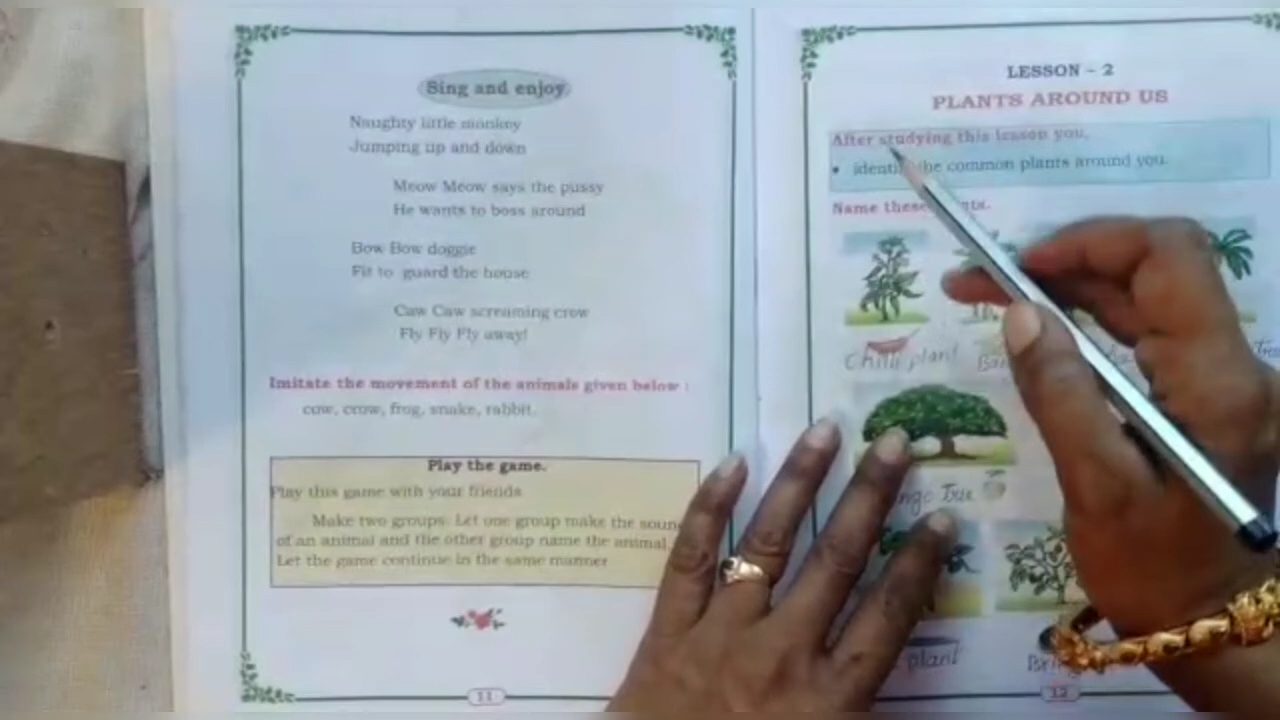 Sing and enjoy
Naughty little monkey
Jumping up and down
Meow Meow says the pussy
He wants to boss around
Bow Bow doggie
Fit to guard the house
Caw Caw screaming crow
Fly Fly Fly away!
Imitate the movement of the animals given below :
cow, crow, frog, snake, rabbit.
Play the game.
Play this game with your friends
Make two groups. Let one group make the soun
of an animal and the other group name the animal.
Let the game continue in the same manner
11
LESSON - 2
PLANTS AROUND US
After studying this lesson you,
• identi he common plants around you.
Name these nts.
Chilli plant
ngo Tree
plant
12